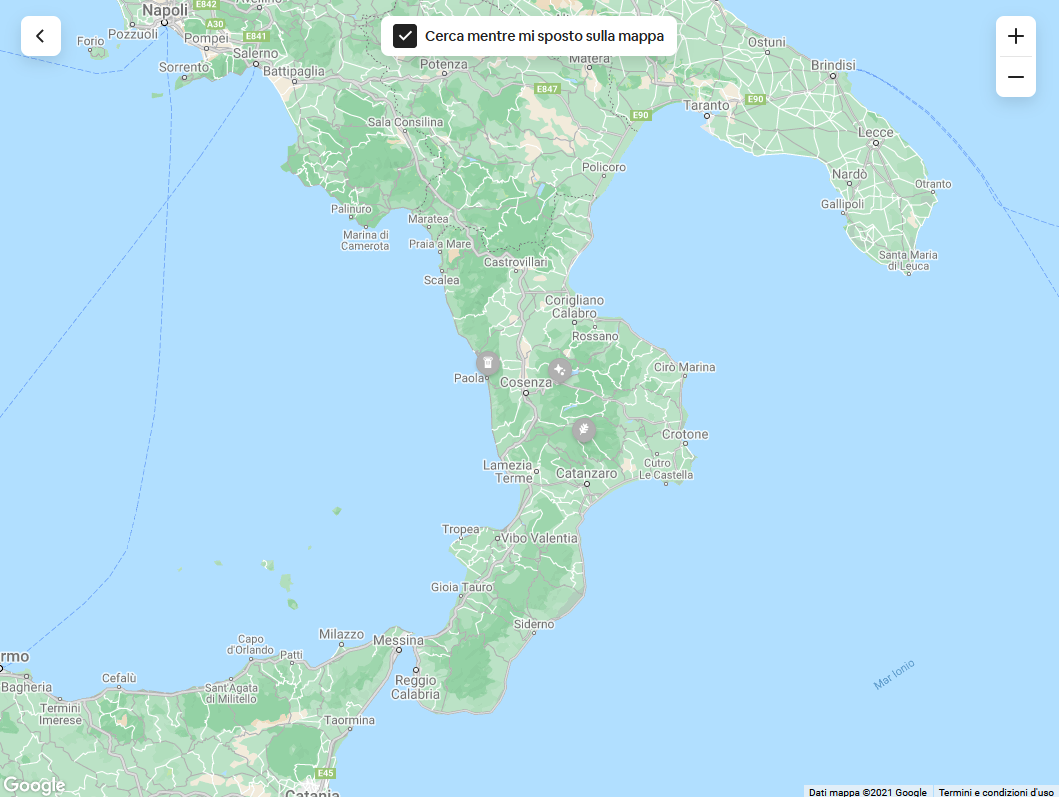 E842
Napoli
Avellino
A30
Pozzuoli
Forio
Pompei
E841
Salerno
Sorrento
Battipaglia
Cerca mentre mi sposto sulla mappa
Potenza
Matera
E847
Ostuni
Brindisi
E90
Taranto
E90
Lecce
Sala Consilina
Policoro
Nardò
Otranto
Gallipoli
Palinuro
Maratea
Marina di
Camerota
Praia a Mare
Santa Maria
di Leuca
Castrovillari
Scalea
Corigliano
Calabro
Rossano
Cirò Marina
Paola
Cosenza
Crotone
Lamezia
Terme
Catanzaro
Cutro
Le Castella
Tropea
Vibo Valentia
Gioia Tauro
Siderno
Milazzo
Messina
Capo
d'Orlando
Patti
rmo
Bagheria
Cefalù
Sant'Agata
di Militello
Reggio
Calabria
Mar Ionio
Termini
Imerese
Taormina
E45
Catania
Google
Dati mappa ©2021 Google
Termini e condizioni d'uso